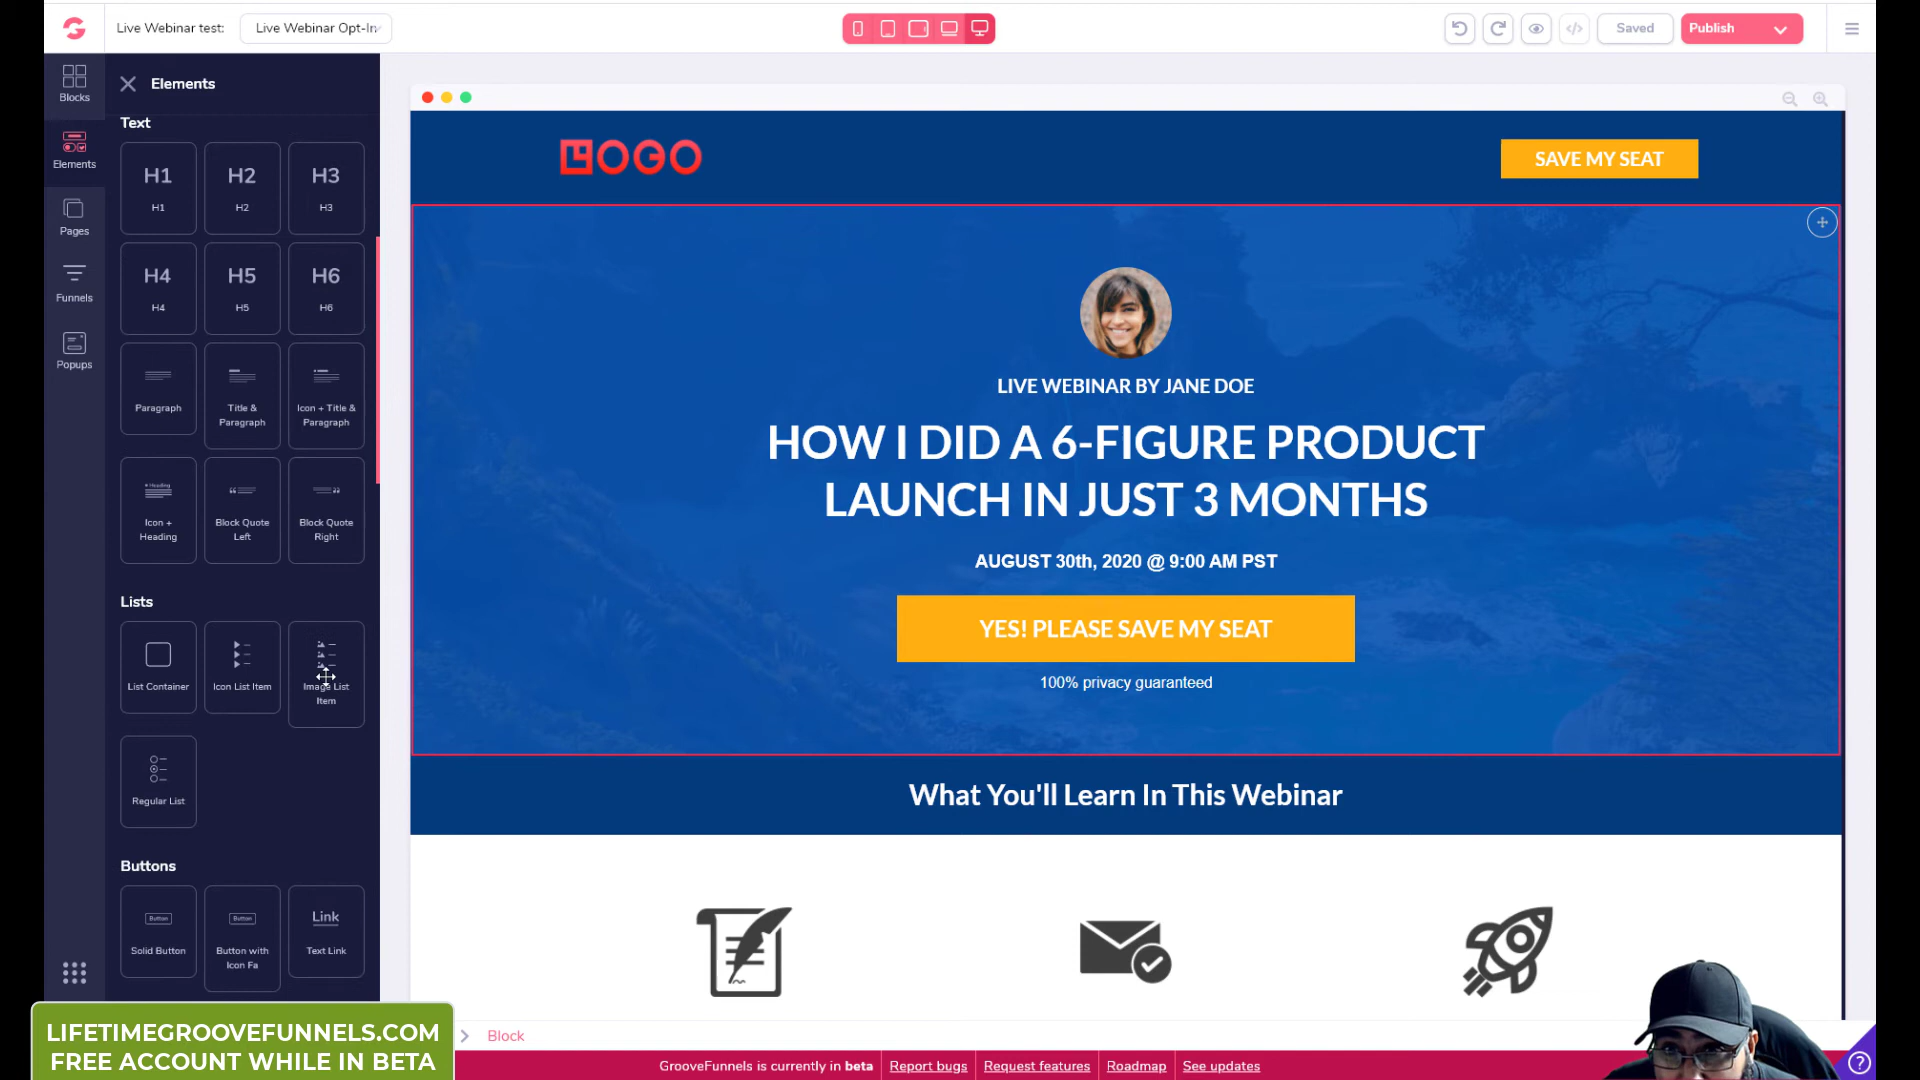 Live Webinar test:
Live Webinar Opt-In
Saved
Publish
Blocks
Elements
Pages
Funnels
Popups
Elements
Text
H1 H2 H3
H1 H2 H3
H4 H5 H6
H4 H5 H6
Paragraph
Title &
Paragraph
Icon + Title &
Paragraph
Heading
Icon +
Heading
Block Quote
Left
Block Quote
Right
Lists
List Container
Icon List Item
Image List
Item
Regular List
Buttons
Button
Solid Button
Button
Button with
Icon Fa
Link
Text Link
LOGO
SAVE MY SEAT
LIVE WEBINAR BY JANE DOE
HOW I DID A 6-FIGURE PRODUCT
LAUNCH IN JUST 3 MONTHS
AUGUST 30th, 2020 @ 9:00 AM PST
YES! PLEASE SAVE MY SEAT
100% privacy guaranteed
What You'll Learn In This Webinar
Block
LIFETIMEGROOVEFUNNELS.COM
FREE ACCOUNT WHILE IN BETA
GrooveFunnels is currently in beta Report bugs Request features Roadmap See updates